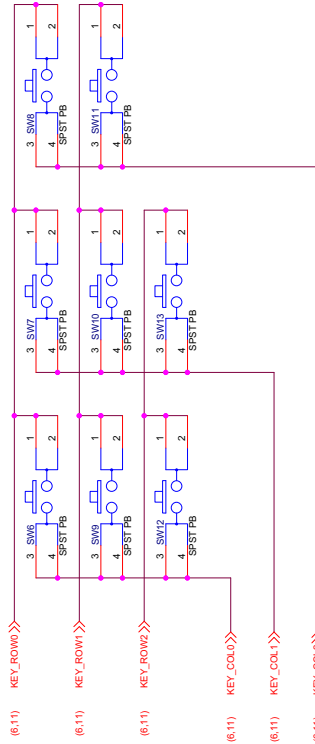 1
2
SW8
3
4
SPST PB
1
2
SW11
3
4
SPST PB
1
2
SW7
3
4
SPST PB
1
2
SW10
3
4
SPST PB
1
2
SW13
3
4
SPST PB
1
2
SW6
3
4
SPST PB
1
2
SW9
3
4
SPST PB
1
2
SW12
3
4
SPST PB
(6,11) KEY_ROW0
(6,11) KEY_ROW1
(6,11) KEY_ROW2
(6,11) KEY_COL0
(6,11) KEY_COL1